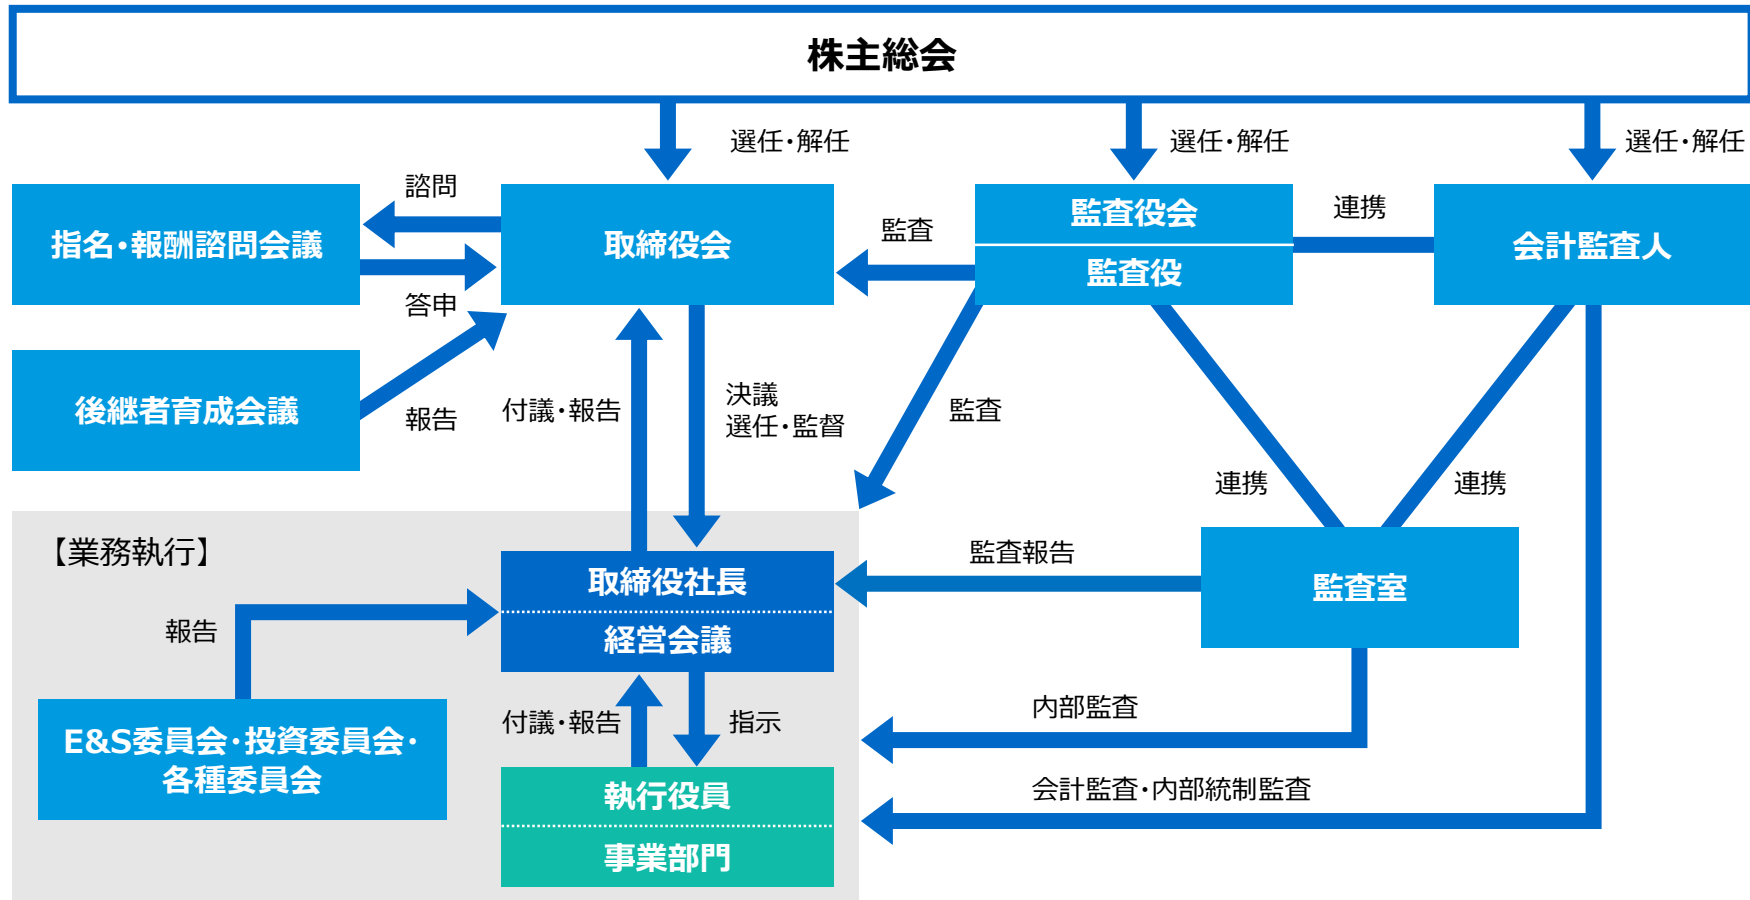 株主総会
選任・解任
選任・解任
選任・解任
諮問
指名・報酬諮問会議
取締役会
監査
監査役会
監査役
連携
会計監査人
答申
後継者育成会議
報告
付議・報告
決議
選任・監督
監査
連携
連携
【業務執行】
取締役社長
経営会議
監査報告
監査室
報告
E&S委員会・投資委員会・
各種委員会
付議・報告
指示
内部監査
執行役員
事業部門
会計監査・内部統制監査